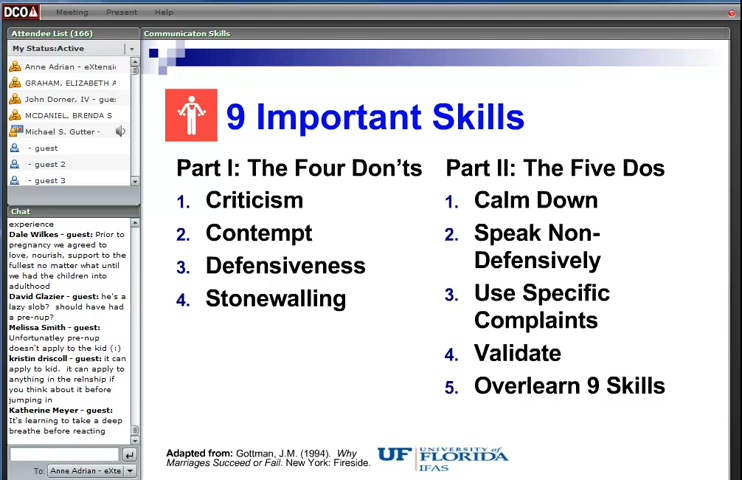 DCO
Meeting Present Help
Attendee List (166)
My Status:Active
Anne Adrian - eXtensi
GRAHAM, ELIZABETH A
John Dorner, IV - gue
MCDANIEL, BRENDA S
Michael S. Gutter -
- guest
- guest 2
- guest 3
Chat
experience
Dale Wilkes - guest: Prior to
pregnancy we agreed to
love, nourish, support to the
fullest no matter what until
we had the children into
adulthood
David Glazier - guest: he's a
lazy slob? should have had
a pre-nup?
Melissa Smith - guest:
Unfortunatley pre-nup
doesn't apply to the kid (:)
kristin driscoll - guest: it can
apply to kid. it can apply to
anything in the relnship if
you think about it before
jumping in
Katherine Meyer - guest:
It's learning to take a deep
breathe before reacting
To: Anne Adrian - eXte
Communicaton Skills
9 Important Skills
Part I: The Four Don'ts
1. Criticism
2. Contempt
3. Defensiveness
4. Stonewalling
Part II: The Five Dos
1. Calm Down
2. Speak Non-
Defensively
3. Use Specific
Complaints
4. Validate
5. Overlearn 9 Skills
Adapted from: Gottman, J.M. (1994). Why
Marriages Succeed or Fail. New York: Fireside.
UF UNIVERSITY of
FLORIDA
IFAS